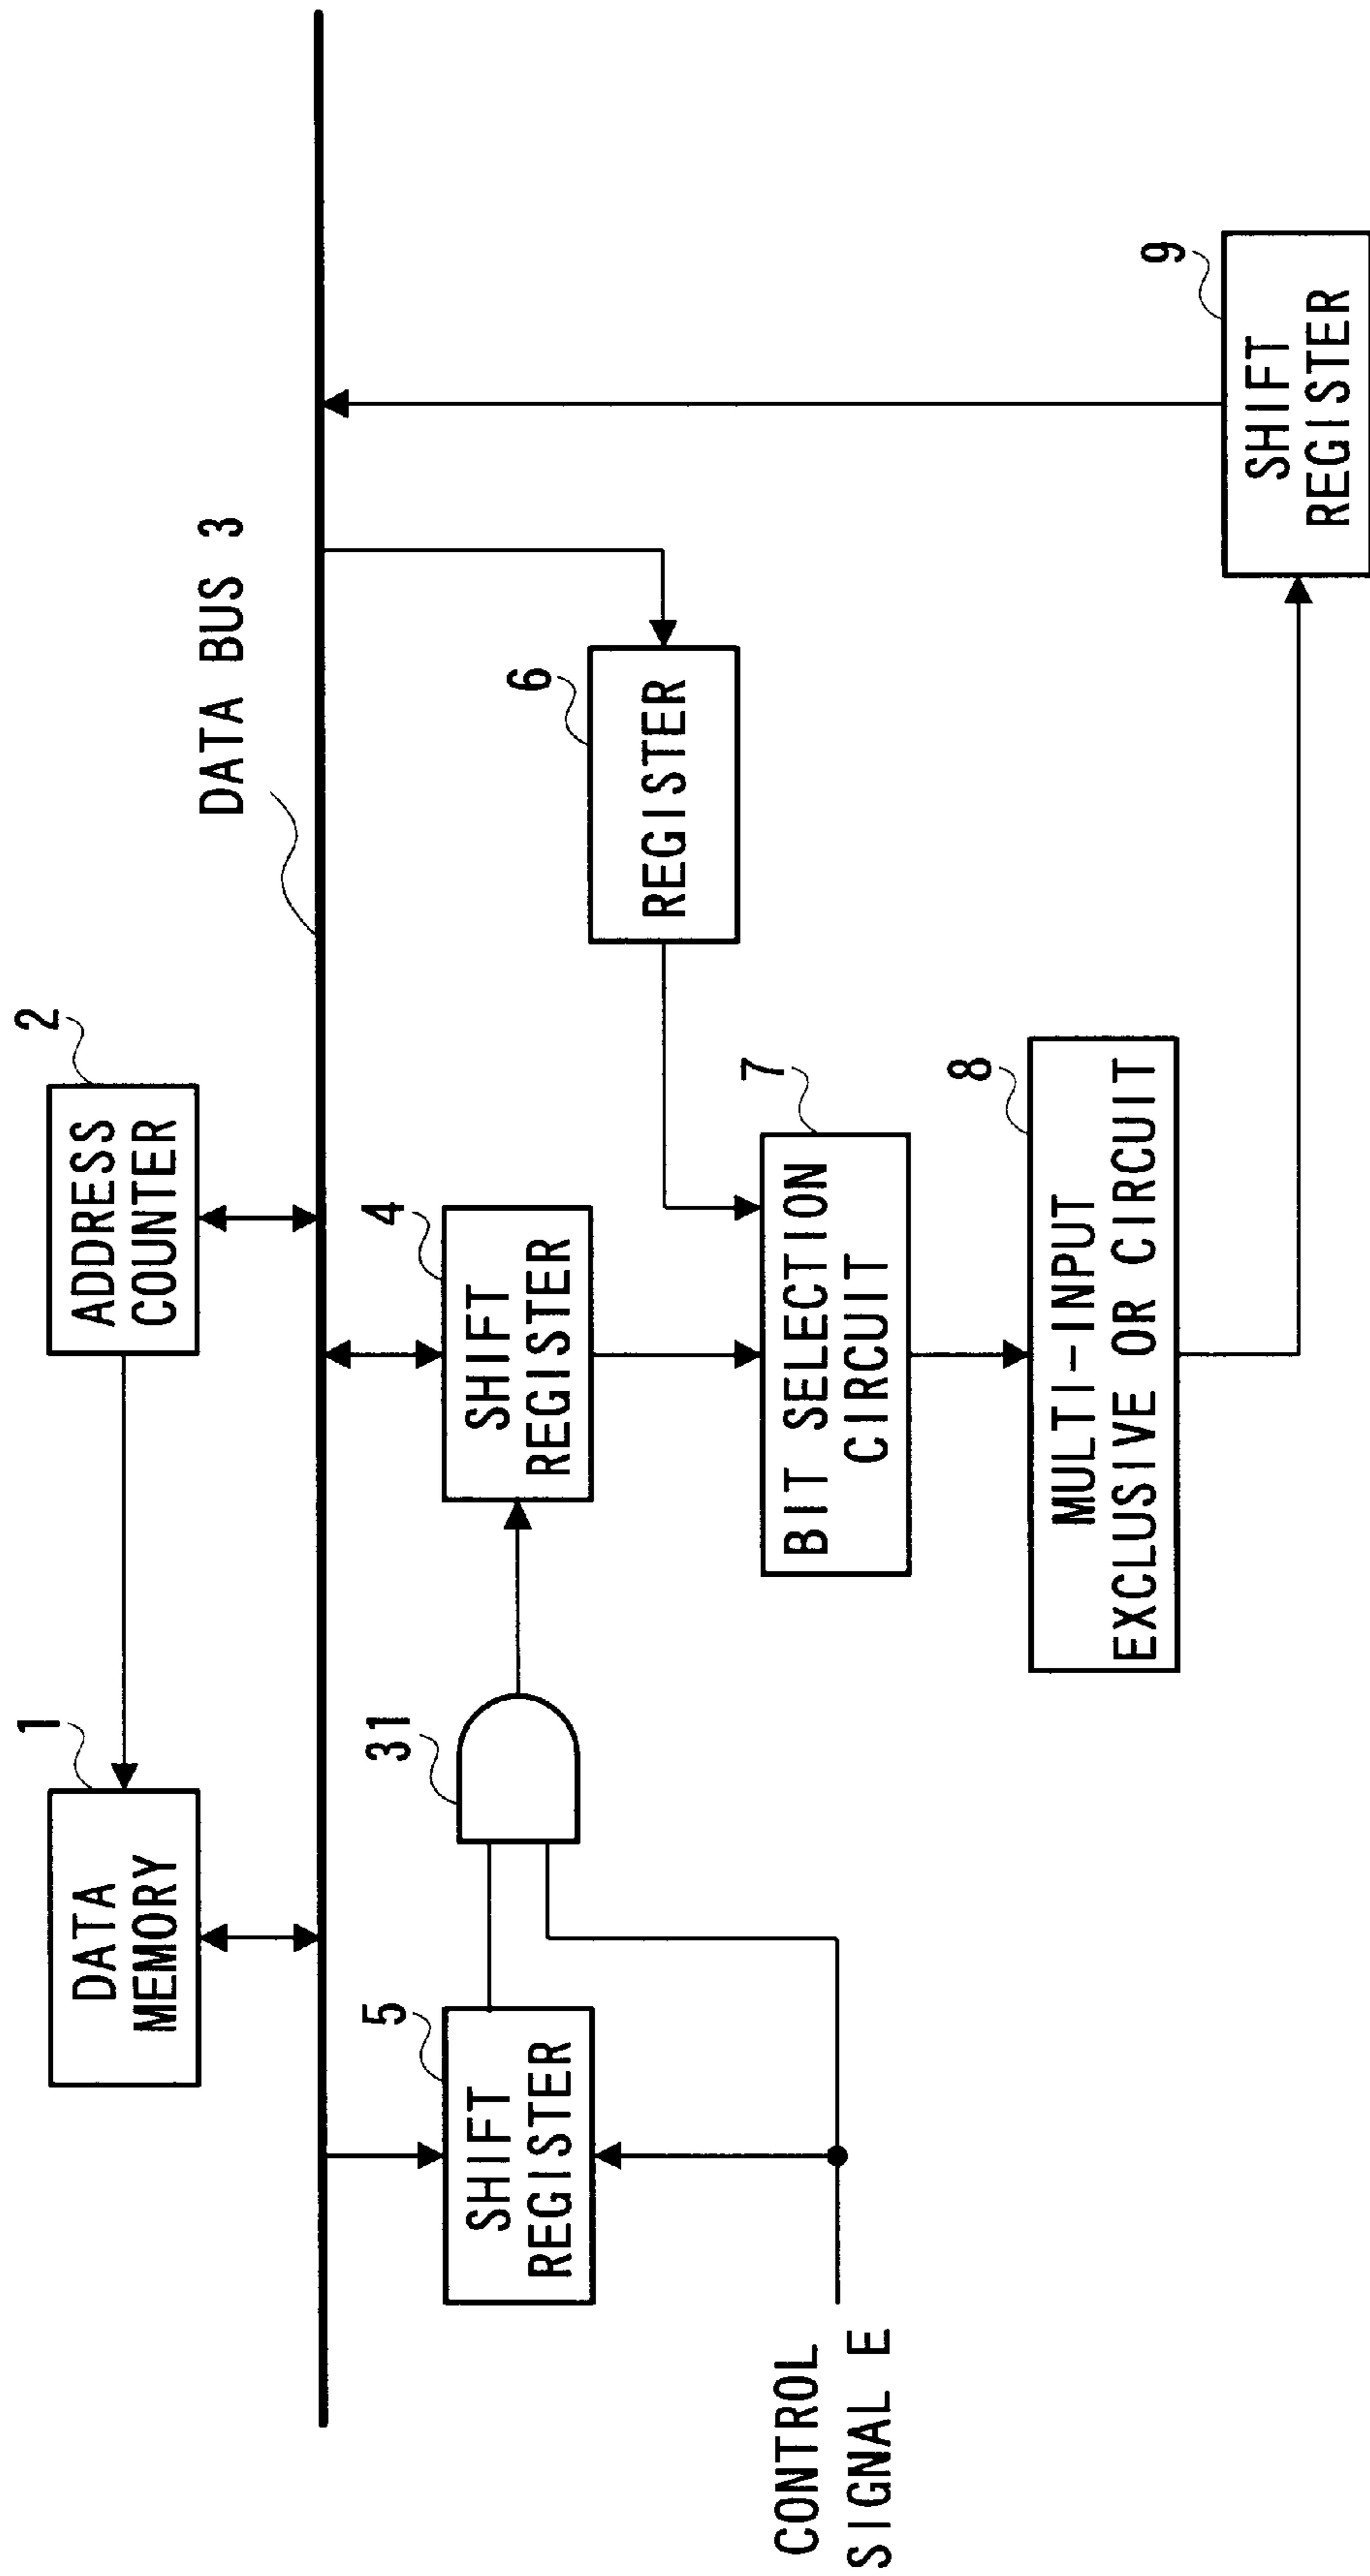 1
DATA
MEMORY
2
ADDRESS
COUNTER
DATA BUS 3
5
SHIFT
REGISTER
31
4
SHIFT
REGISTER
6
REGISTER
CONTROL
SIGNAL E
7
BIT SELECTION
CIRCUIT
8
MULTI-INPUT
EXCLUSIVE OR CIRCUIT
9
SHIFT
REGISTER